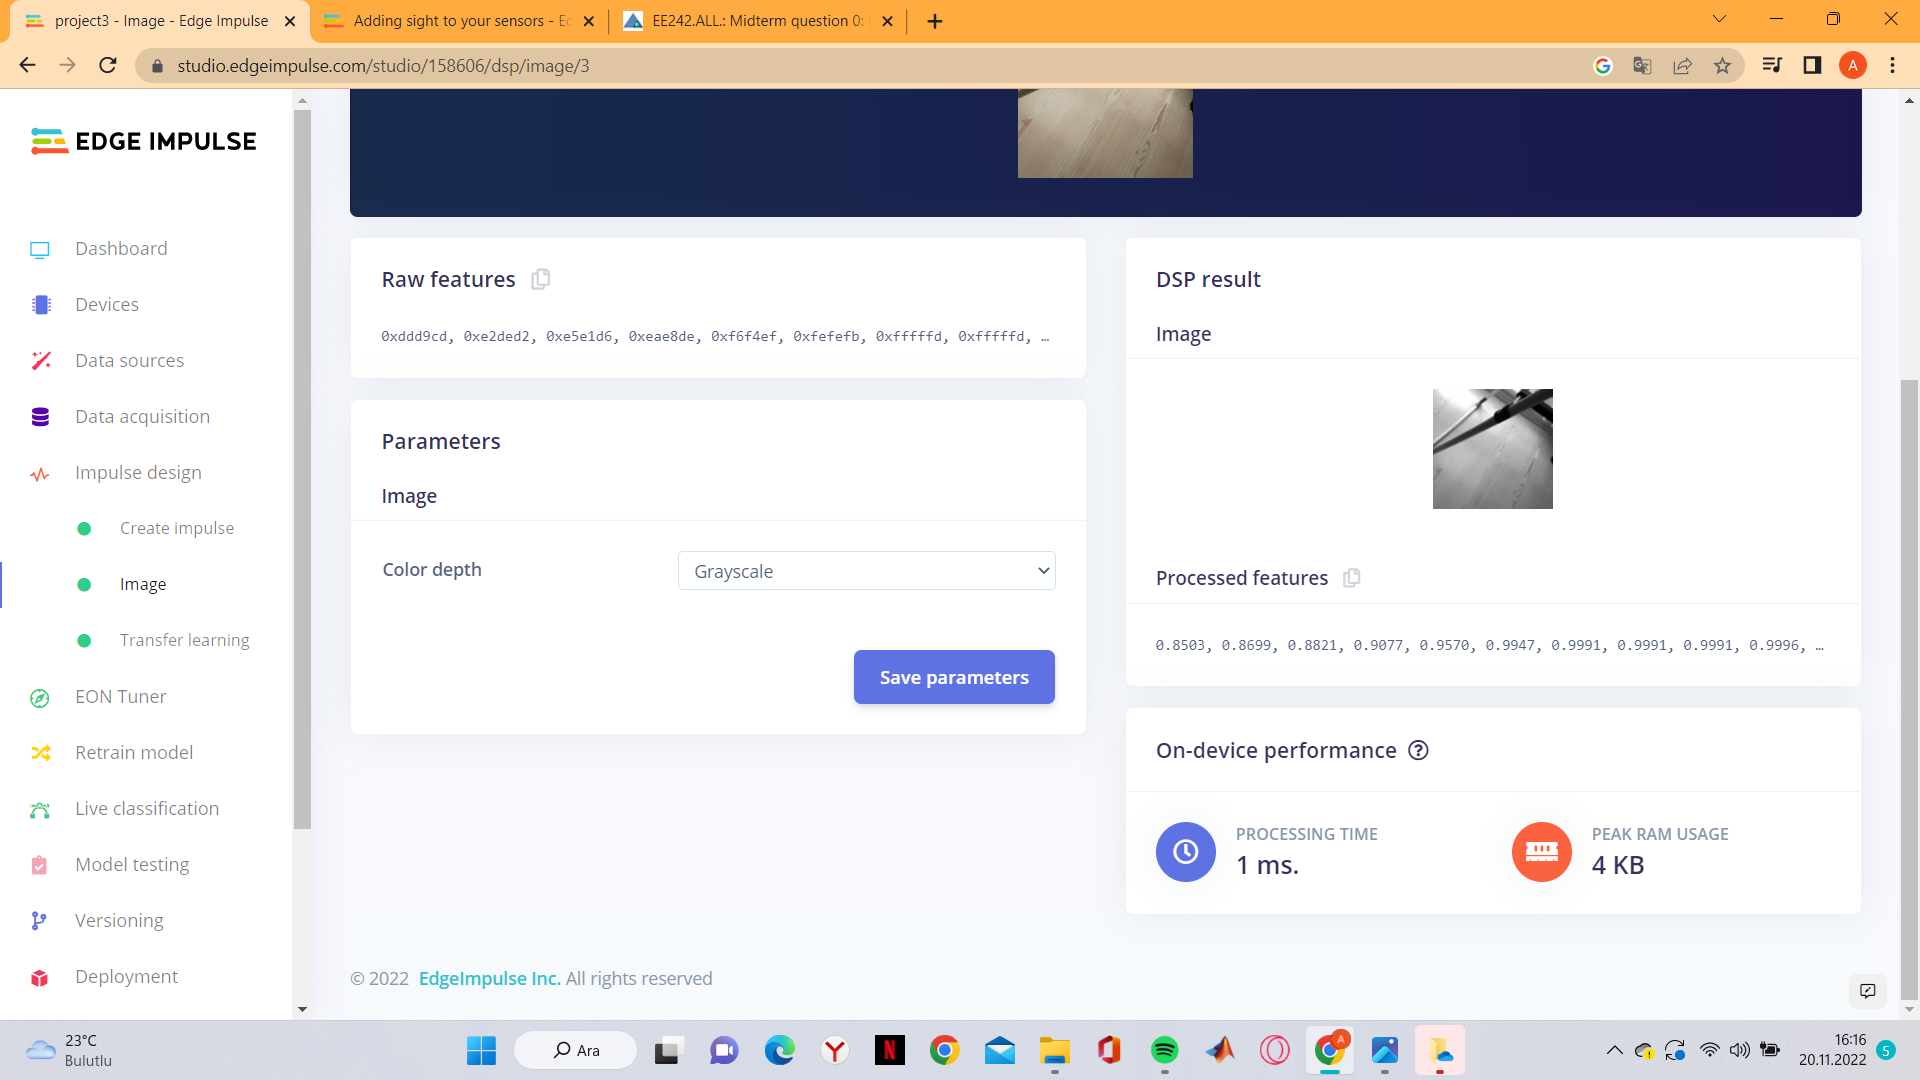 project3 - Image - Edge Impulse
Adding sight to your sensors - Ec
EE242.ALL.: Midterm question 0:
studio.edgeimpulse.com/studio/158606/dsp/image/3
A
EDGE IMPULSE
Dashboard
Devices
Data sources
Data acquisition
Impulse design
Create impulse
Image
Transfer learning
EON Tuner
Retrain model
Live classification
Model testing
Versioning
Deployment
Raw features
0xddd9cd, 0xe2ded2, 0xe5e1d6, 0xeae8de, 0xf6f4ef, 0xfefefb, 0xfffffd, 0xfffffd, …
Parameters
Image
Color depth
Grayscale
Save parameters
DSP result
Image
Processed features
0.8503, 0.8699, 0.8821, 0.9077, 0.9570, 0.9947, 0.9991, 0.9991, 0.9991, 0.9996, …
On-device performance
PROCESSING TIME
1 ms.
PEAK RAM USAGE
4 KB
© 2022 EdgeImpulse Inc. All rights reserved
23°C
Bulutlu
Ara
A
16:16
20.11.2022
5